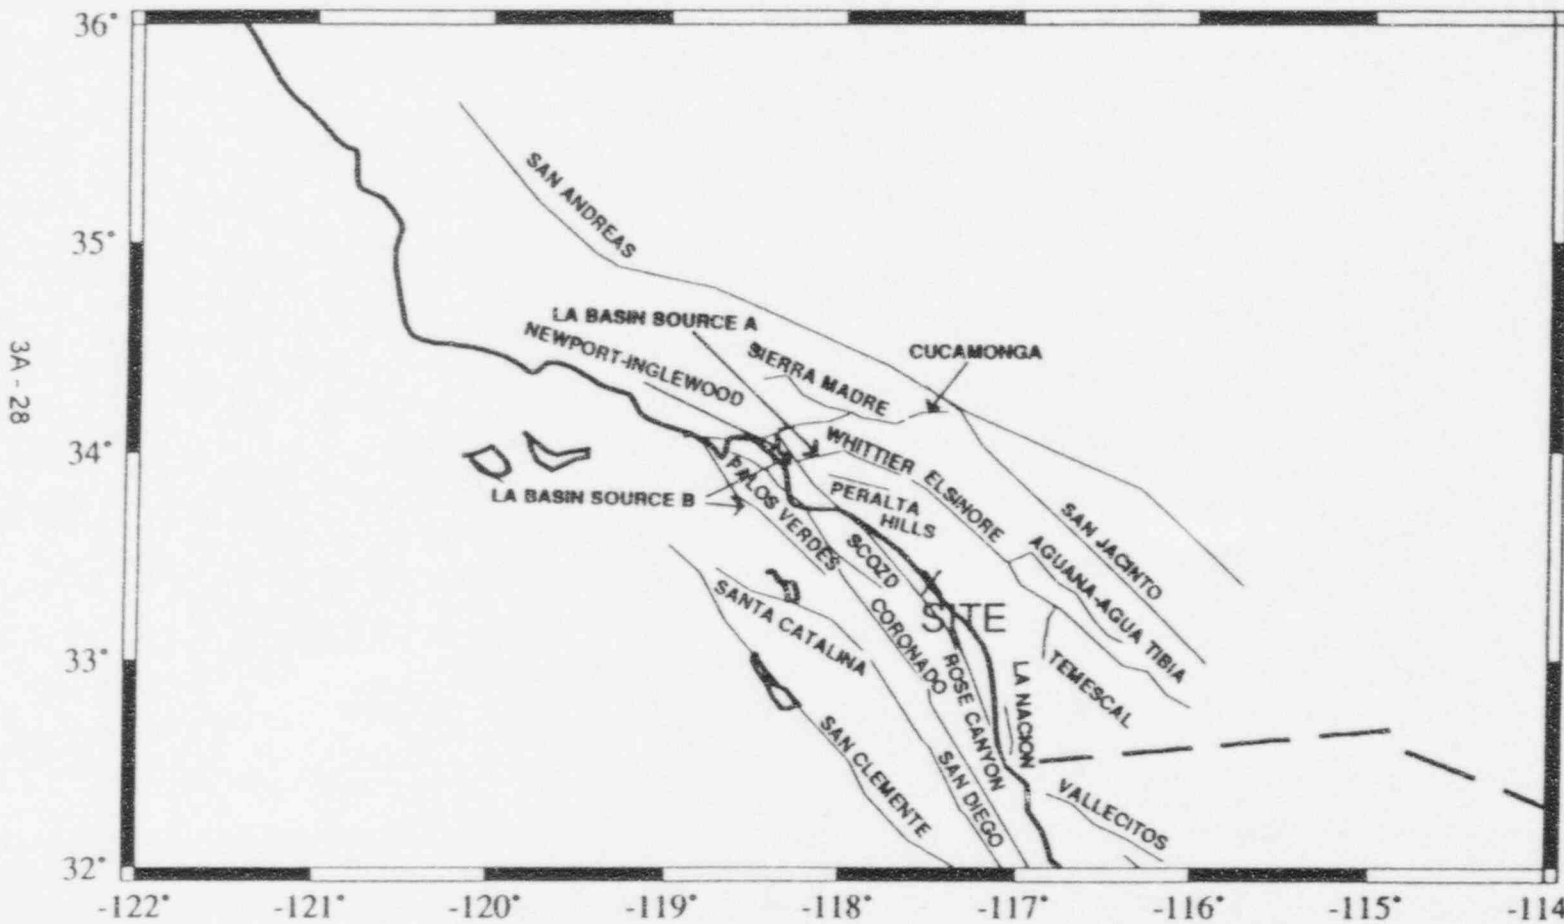 36°
SAN ANDREAS
35°
3A - 28
LA BASIN SOURCE A
NEWPORT-INGLEWOOD
SIERRA MADRE
CUCAMONGA
34°
WHITTIER ELSINORE
LA BASIN SOURCE B
PALOS VERDES
PERALTA
HILLS
SAN JACINTO
SCOZD
AGUANA-AGUA TIBIA
X
SITE
SANTA CATALINA
CORONADO
33°
ROSE CANYON
LA NACION
TEMESCAL
SAN CLEMENTE
SAN DIEGO
VALLECITOS
32°
-122°
-121°
-120°
-119°
-118°
-117°
-116°
-115°
-114